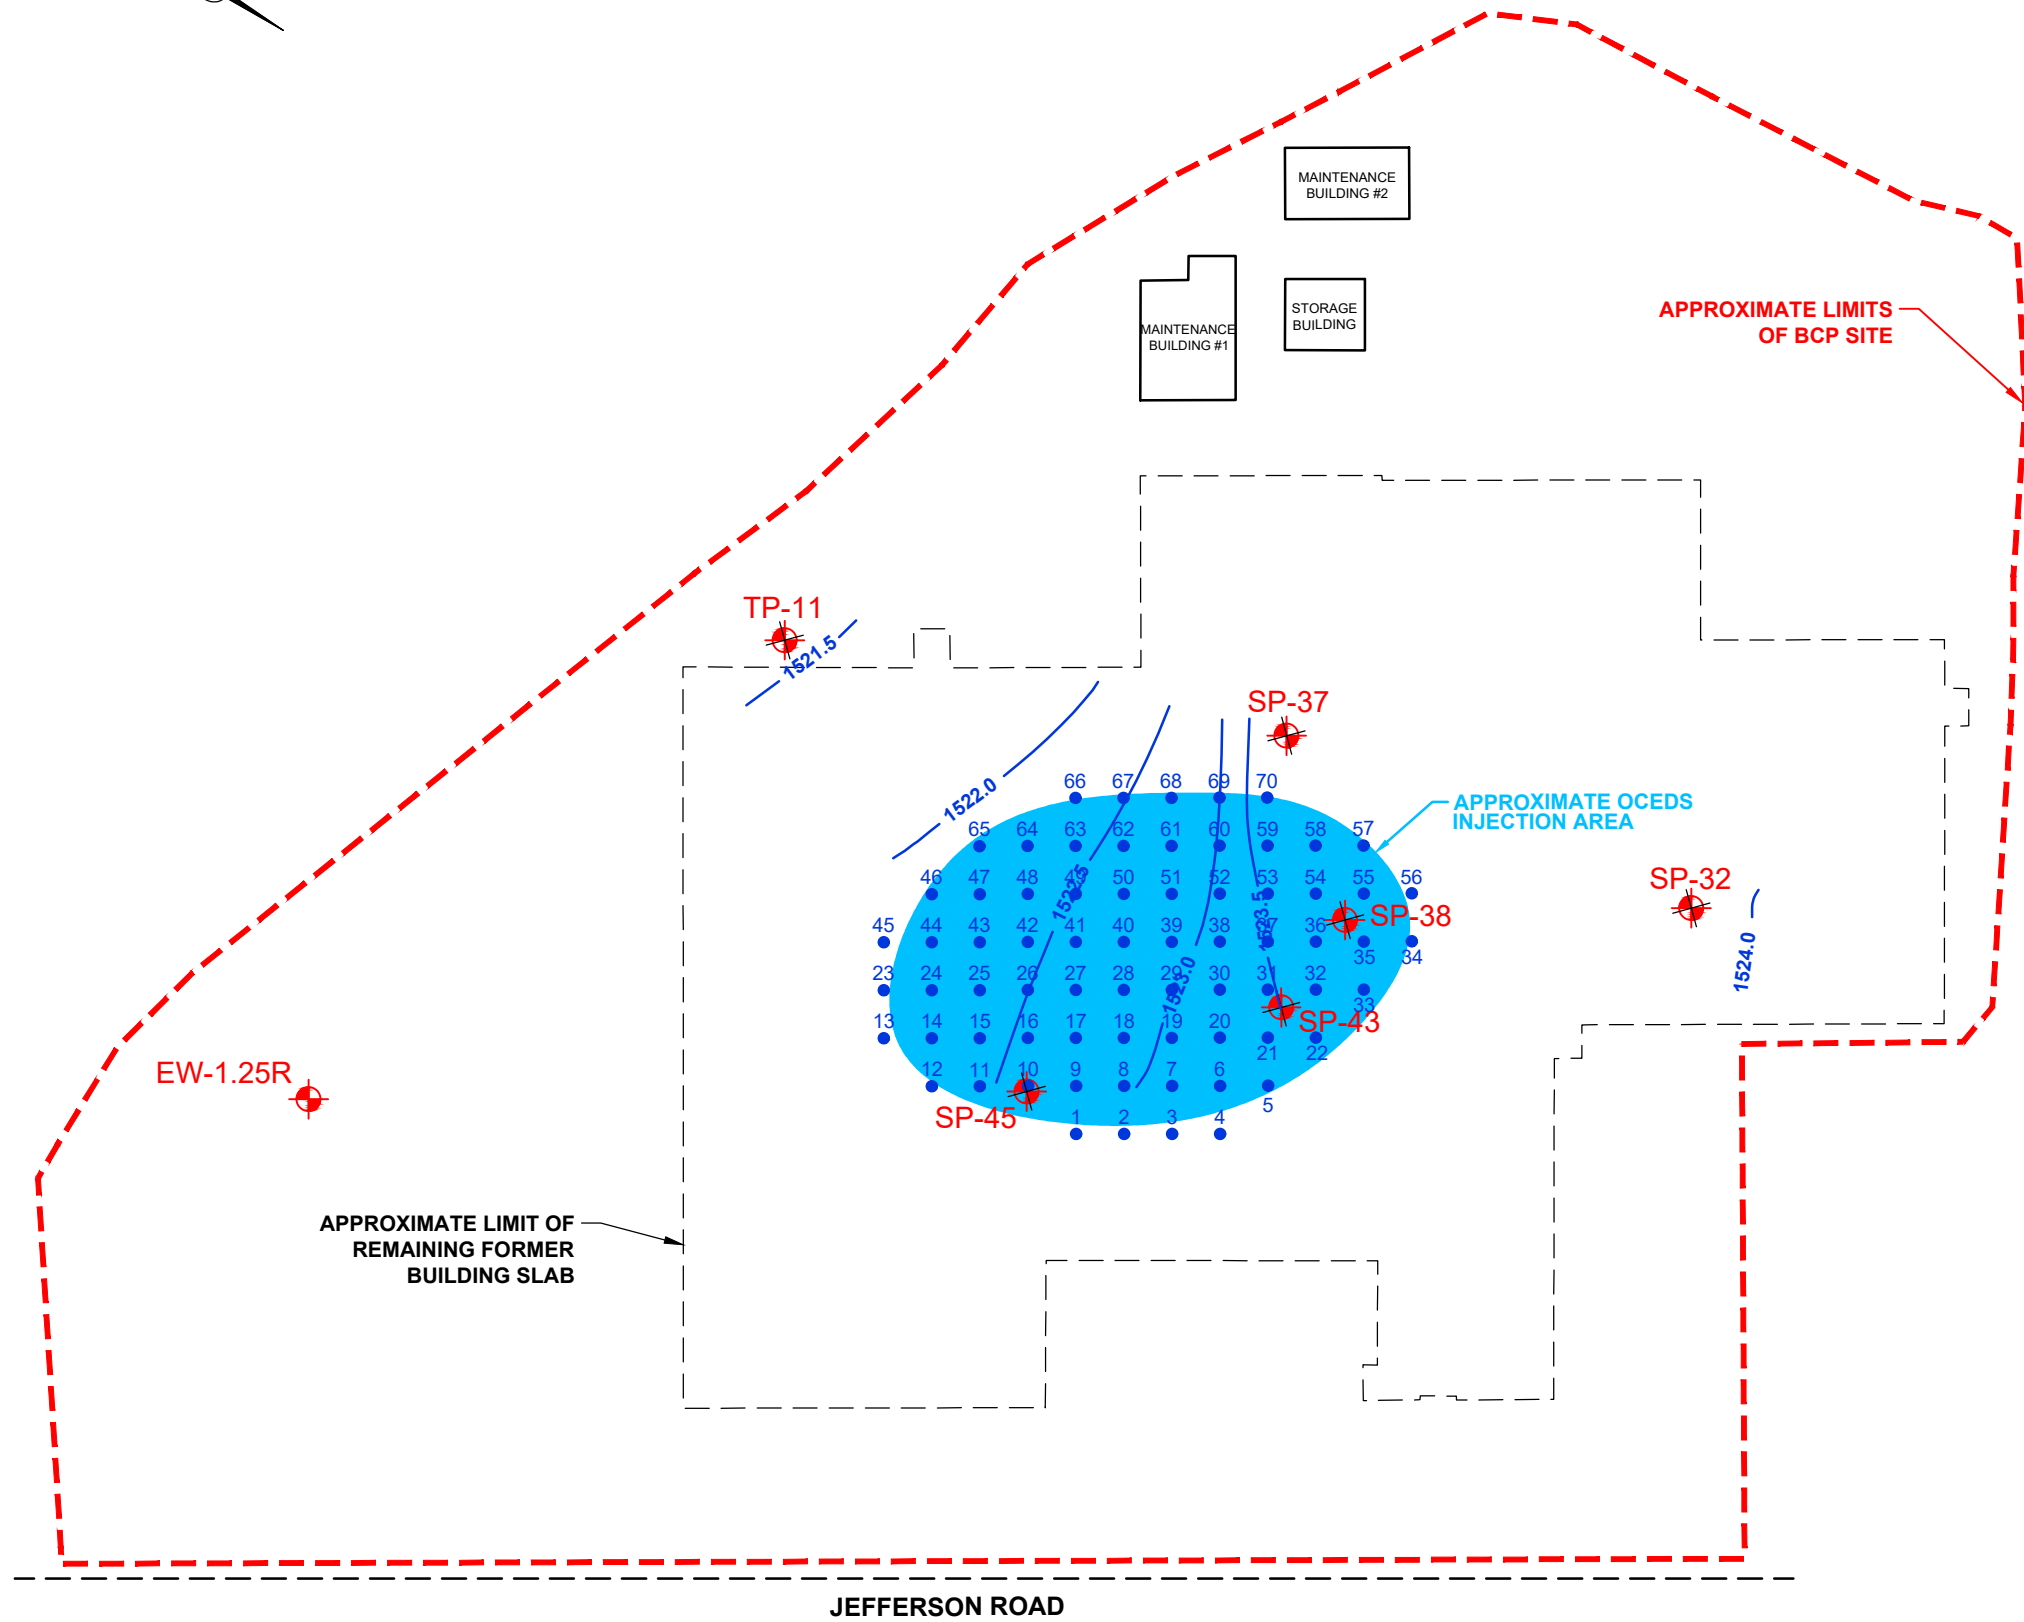 MAINTENANCE
BUILDING #2
MAINTENANCE
BUILDING #1
STORAGE
BUILDING
APPROXIMATE LIMITS
OF BCP SITE
TP-11
1521.5
SP-37
1522.0
66 67 68 69 70
APPROXIMATE OCEDS
INJECTION AREA
65 64 63 62 61 60 59 58 57
46 47 48 49 50 51 52 53 54 55 56
1522.5
1523.5
SP-38
SP-32
1524.0
45 44 43 42 41 40 39 38 37 36 35 34
23 24 25 26 27 28 29 30 31 32 33
1523.0
SP-43
13 14 15 16 17 18 19 20 21 22
EW-1.25R
12 11 10 9 8 7 6 5
SP-45
1 2 3 4
APPROXIMATE LIMIT OF
REMAINING FORMER
BUILDING SLAB
JEFFERSON ROAD